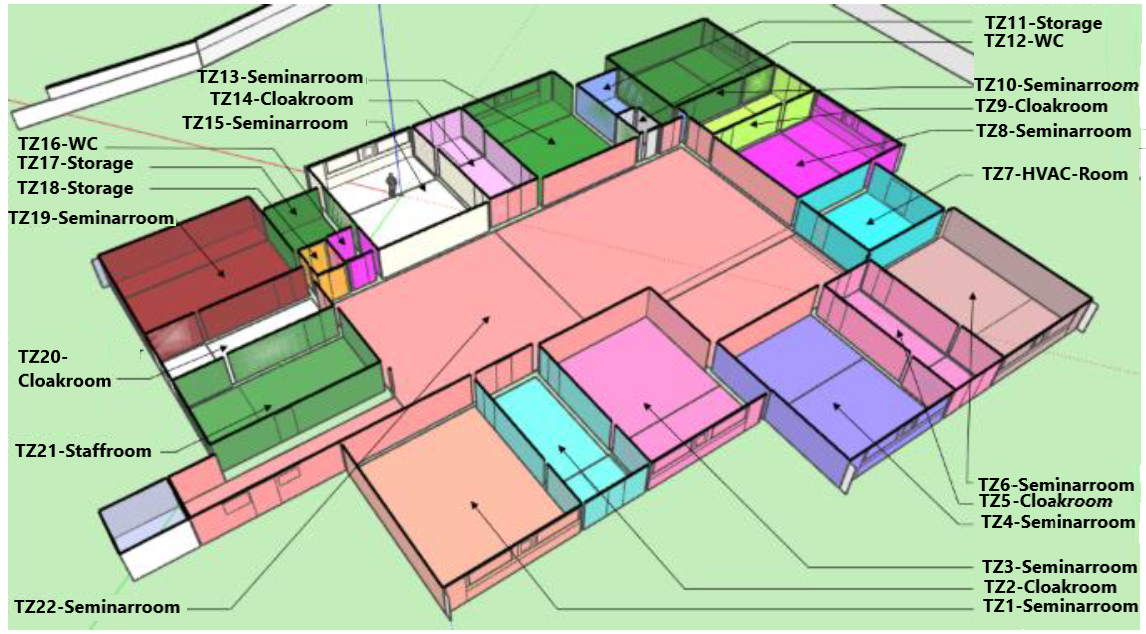 TZ11-Storage
TZ12-WC
TZ13-Seminarroom
TZ14-Cloakroom
TZ15-Seminarroom
TZ10-Seminarroom
TZ9-Cloakroom
TZ8-Seminarroom
TZ16-WC
TZ17-Storage
TZ18-Storage
TZ19-Seminarroom
TZ7-HVAC-Room
TZ20-
Cloakroom
TZ21-Staffroom
TZ6-Seminarroom
TZ5-Cloakroom
TZ4-Seminarroom
TZ3-Seminarroom
TZ2-Cloakroom
TZ1-Seminarroom
TZ22-Seminarroom